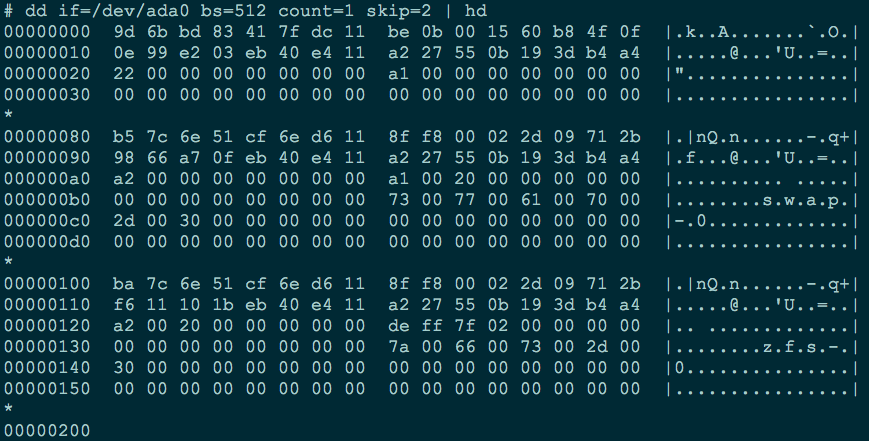 # dd if=/dev/ada0 bs=512 count=1 skip=2 | hd
00000000  9d 6b bd 83 41 7f dc 11  be 0b 00 15 60 b8 4f 0f  |.k..A.......`.O.|
00000010  0e 99 e2 03 eb 40 e4 11  a2 27 55 0b 19 3d b4 a4  |.....@...'U..=..|
00000020  22 00 00 00 00 00 00 00  a1 00 00 00 00 00 00 00  |"...............|
00000030  00 00 00 00 00 00 00 00  00 00 00 00 00 00 00 00  |................|
*
00000080  b5 7c 6e 51 cf 6e d6 11  8f f8 00 02 2d 09 71 2b  |.|nQ.n......-.q+|
00000090  98 66 a7 0f eb 40 e4 11  a2 27 55 0b 19 3d b4 a4  |.f...@...'U..=..|
000000a0  a2 00 00 00 00 00 00 00  a1 00 20 00 00 00 00 00  |.......... .....|
000000b0  00 00 00 00 00 00 00 00  73 00 77 00 61 00 70 00  |........s.w.a.p.|
000000c0  2d 00 30 00 00 00 00 00  00 00 00 00 00 00 00 00  |-.0.............|
000000d0  00 00 00 00 00 00 00 00  00 00 00 00 00 00 00 00  |................|
*
00000100  ba 7c 6e 51 cf 6e d6 11  8f f8 00 02 2d 09 71 2b  |.|nQ.n......-.q+|
00000110  f6 11 10 1b eb 40 e4 11  a2 27 55 0b 19 3d b4 a4  |.....@...'U..=..|
00000120  a2 00 20 00 00 00 00 00  de ff 7f 02 00 00 00 00  |.. .............|
00000130  00 00 00 00 00 00 00 00  7a 00 66 00 73 00 2d 00  |........z.f.s.-.|
00000140  30 00 00 00 00 00 00 00  00 00 00 00 00 00 00 00  |0...............|
00000150  00 00 00 00 00 00 00 00  00 00 00 00 00 00 00 00  |................|
*
00000200